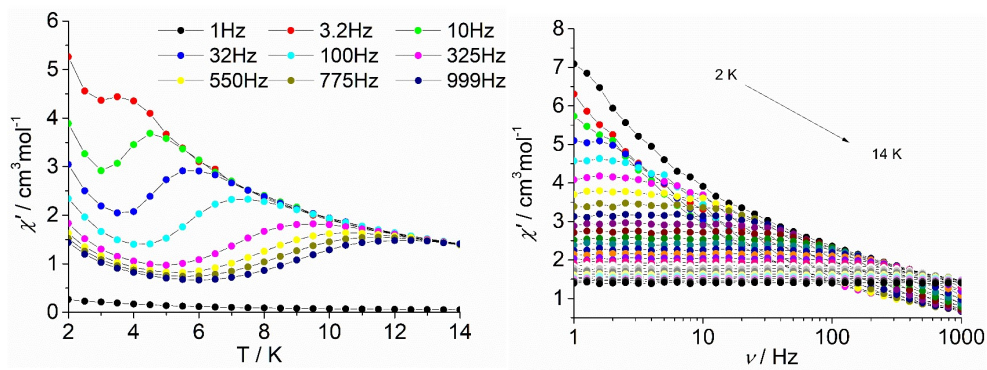 6
5
4
3
2
1
0
1Hz 3.2Hz 10Hz
32Hz 100Hz 325Hz
550Hz 775Hz 999Hz
χ' / cm³mol⁻¹
2 4 6 8 10 12 14
T / K
8
7
6
5
4
3
2
1
2 K
14 K
χ' / cm³mol⁻¹
1 10 100 1000
ν / Hz